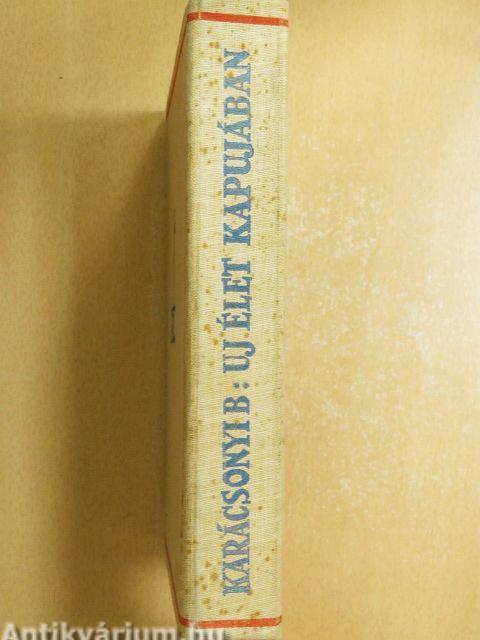 KARÁCSONYI B: UJ ÉLET KAPUJÁBAN
Antikvárium.hu